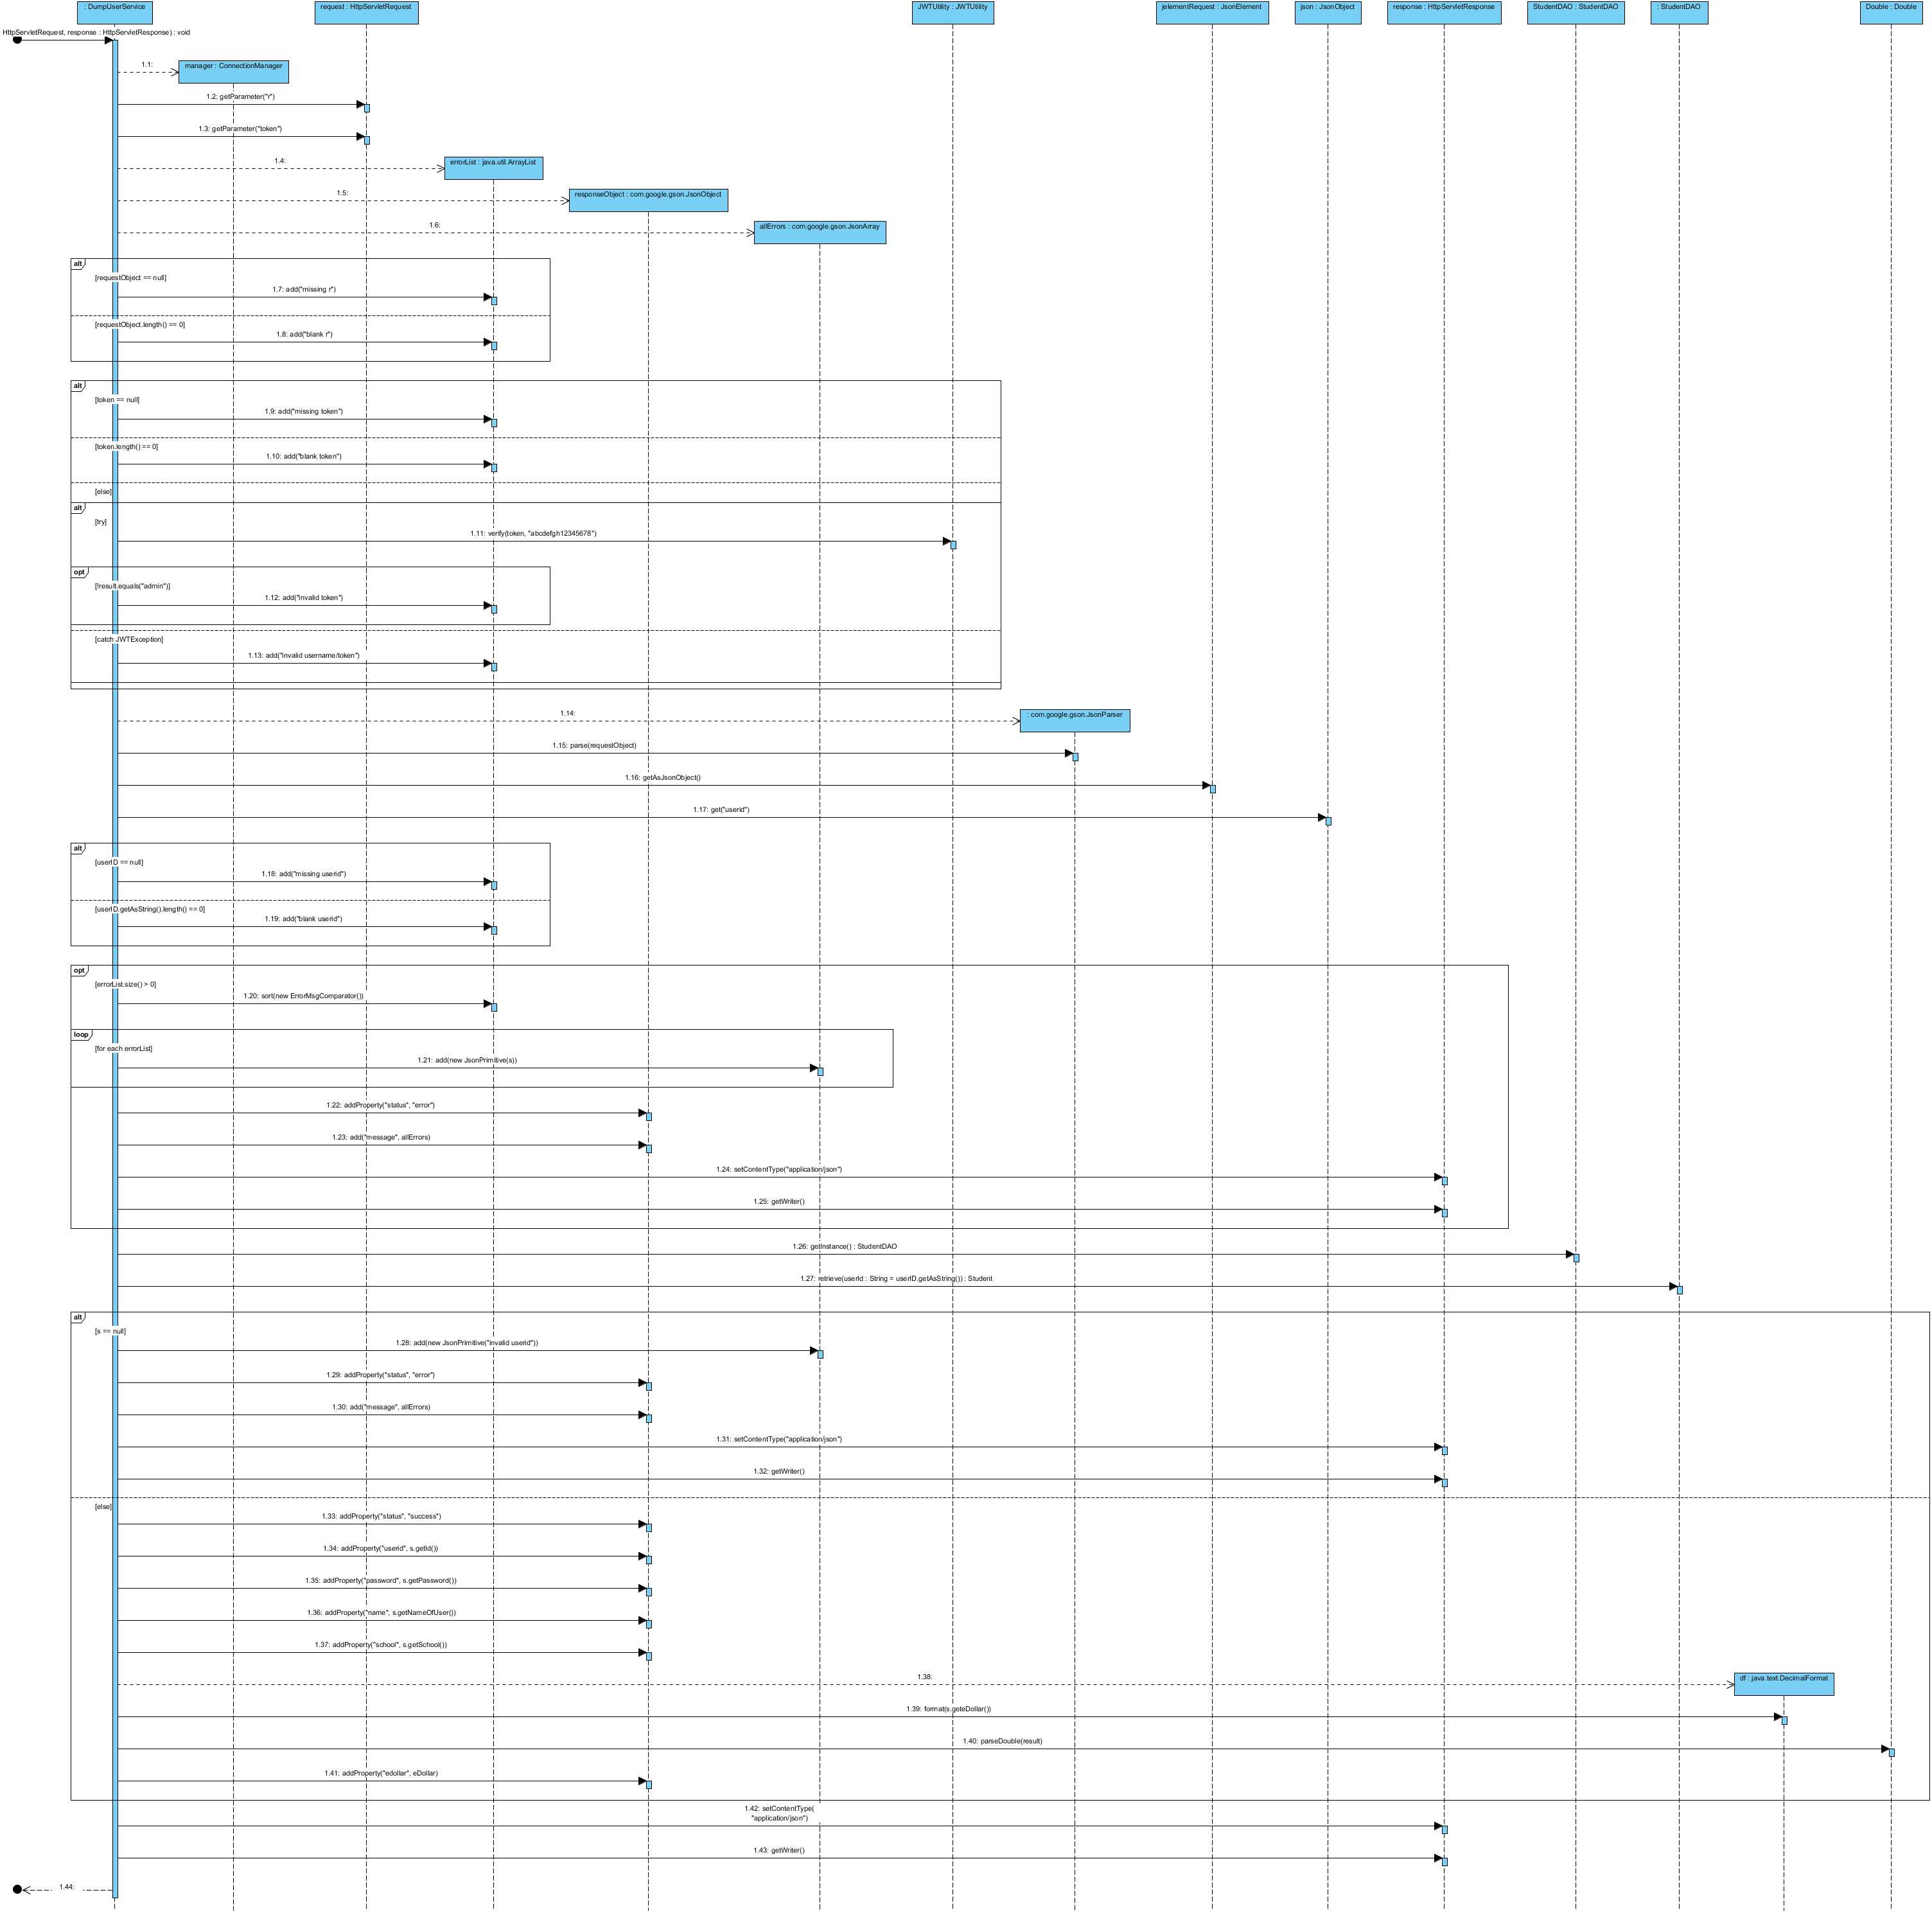 : DumpUserService
request : HttpServletRequest
JWTUtility : JWTUtility
jelementRequest : JsonElement
json : JsonObject
response : HttpServletResponse
StudentDAO : StudentDAO
: StudentDAO
Double : Double
HttpServletRequest, response : HttpServletResponse) : void
1.1:
manager : ConnectionManager
1.2: getParameter("r")
1.3: getParameter("token")
1.4:
errorList : java.util.ArrayList
1.5:
responseObject : com.google.gson.JsonObject
1.6:
allErrors : com.google.gson.JsonArray
alt
[requestObject == null]
1.7: add("missing r")
[requestObject.length() == 0]
1.8: add("blank r")
alt
[token == null]
1.9: add("missing token")
[token.length() == 0]
1.10: add("blank token")
[else]
alt
[try]
1.11: verify(token, "abcdefgh12345678")
opt
[!result.equals("admin")]
1.12: add("invalid token")
[catch JWTException]
1.13: add("invalid username/token")
1.14:
: com.google.gson.JsonParser
1.15: parse(requestObject)
1.16: getAsJsonObject()
1.17: get("userid")
alt
[userID == null]
1.18: add("missing userid")
[userID.getAsString().length() == 0]
1.19: add("blank userid")
opt
[errorList.size() > 0]
1.20: sort(new ErrorMsgComparator())
loop
[for each errorList]
1.21: add(new JsonPrimitive(s))
1.22: addProperty("status", "error")
1.23: add("message", allErrors)
1.24: setContentType("application/json")
1.25: getWriter()
1.26: getInstance() : StudentDAO
1.27: retrieve(userId : String = userID.getAsString()) : Student
alt
[s == null]
1.28: add(new JsonPrimitive("invalid userid"))
1.29: addProperty("status", "error")
1.30: add("message", allErrors)
1.31: setContentType("application/json")
1.32: getWriter()
[else]
1.33: addProperty("status", "success")
1.34: addProperty("userid", s.getId())
1.35: addProperty("password", s.getPassword())
1.36: addProperty("name", s.getNameOfUser())
1.37: addProperty("school", s.getSchool())
1.38:
df : java.text.DecimalFormat
1.39: format(s.geteDollar())
1.40: parseDouble(result)
1.41: addProperty("edollar", eDollar)
1.42: setContentType(
"application/json")
1.43: getWriter()
1.44: